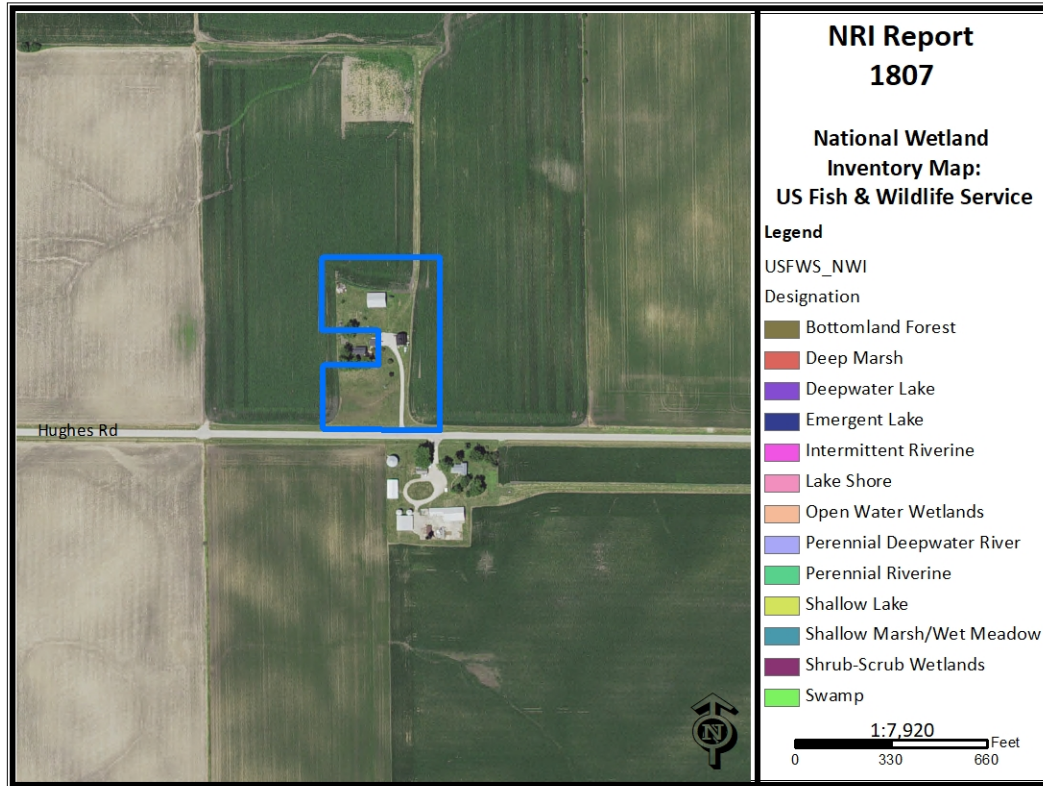 NRI Report
1807
National Wetland
Inventory Map:
US Fish & Wildlife Service
Legend
USFWS_NWI
Designation
Bottomland Forest
Deep Marsh
Deepwater Lake
Emergent Lake
Intermittent Riverine
Lake Shore
Open Water Wetlands
Perennial Deepwater River
Perennial Riverine
Shallow Lake
Shallow Marsh/Wet Meadow
Shrub-Scrub Wetlands
Swamp
1:7,920
Feet
0 330 660
Hughes Rd
N